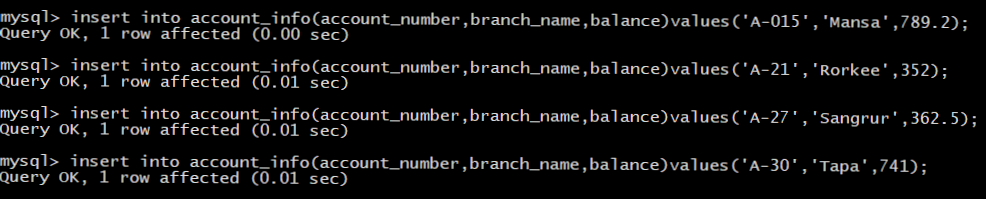 mysql> insert into account_info(account_number,branch_name,balance)values('A-015','Mansa',789.2);
Query OK, 1 row affected (0.00 sec)
mysql> insert into account_info(account_number,branch_name,balance)values('A-21','Rorkee',352);
Query OK, 1 row affected (0.01 sec)
mysql> insert into account_info(account_number,branch_name,balance)values('A-27','Sangrur',362.5);
Query OK, 1 row affected (0.01 sec)
mysql> insert into account_info(account_number,branch_name,balance)values('A-30','Tapa',741);
Query OK, 1 row affected (0.01 sec)